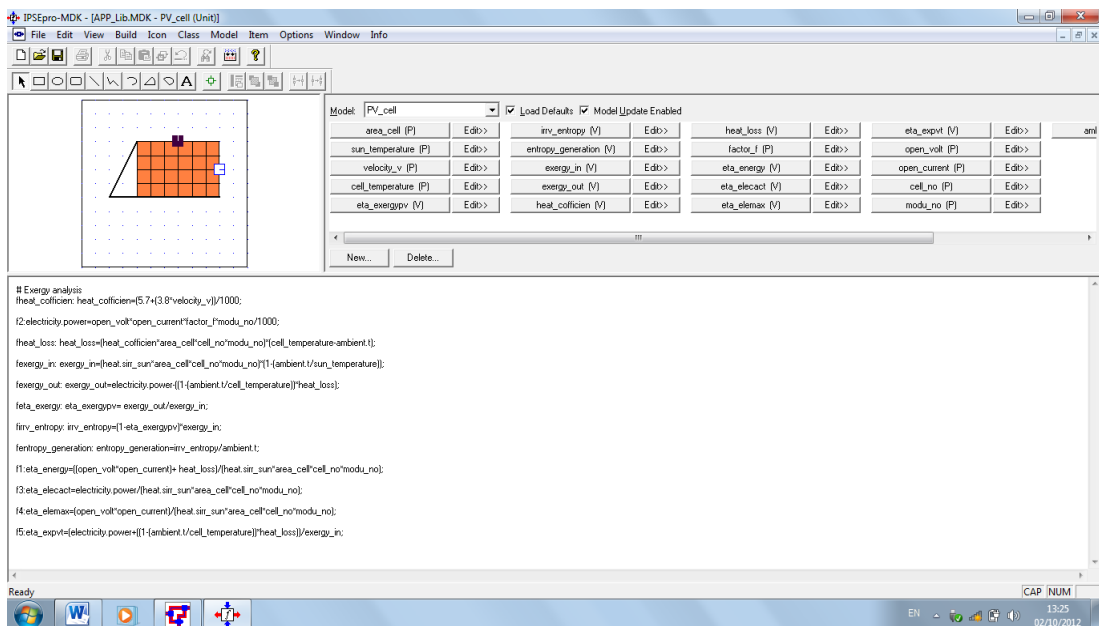 IPSEpro-MDK - [APP_Lib.MDK - PV_cell (Unit)]
File Edit View Build Icon Class Model Item Options Window Info
A
Model: PV_cell Load Defaults Model Update Enabled
area_cell (P) Edit>> irrv_entropy (V) Edit>> heat_loss (V) Edit>> eta_expvt (V) Edit>> aml
sun_temperature (P) Edit>> entropy_generation (V) Edit>> factor_f (P) Edit>> open_volt (P) Edit>>
velocity_v (P) Edit>> exergy_in (V) Edit>> eta_energy (V) Edit>> open_current (P) Edit>>
cell_temperature (P) Edit>> exergy_out (V) Edit>> eta_elecact (V) Edit>> cell_no (P) Edit>>
eta_exergypv (V) Edit>> heat_cofficien (V) Edit>> eta_elemax (V) Edit>> modu_no (P) Edit>>
New... Delete...
# Exergy analysis
fheat_cofficien: heat_cofficien=(5.7+(3.8*velocity_v))/1000;
f2:electricity.power=open_volt*open_current*factor_f*modu_no/1000;
fheat_loss: heat_loss=(heat_cofficien*area_cell*cell_no*modu_no)*(cell_temperature-ambient.t);
fexergy_in: exergy_in=(heat.sirr_sun*area_cell*cell_no*modu_no)*(1-(ambient.t/sun_temperature));
fexergy_out: exergy_out=electricity.power-((1-(ambient.t/cell_temperature))*heat_loss);
feta_exergy: eta_exergypv= exergy_out/exergy_in;
firrv_entropy: irrv_entropy=(1-eta_exergypv)*exergy_in;
fentropy_generation: entropy_generation=irrv_entropy/ambient.t;
f1:eta_energy=((open_volt*open_current)+ heat_loss)/(heat.sirr_sun*area_cell*cell_no*modu_no);
f3:eta_elecact=electricity.power/(heat.sirr_sun*area_cell*cell_no*modu_no);
f4:eta_elemax=(open_volt*open_current)/(heat.sirr_sun*area_cell*cell_no*modu_no);
f5:eta_expvt=(electricity.power+((1-(ambient.t/cell_temperature))*heat_loss))/exergy_in;
Ready CAP NUM
EN 13:25
02/10/2012